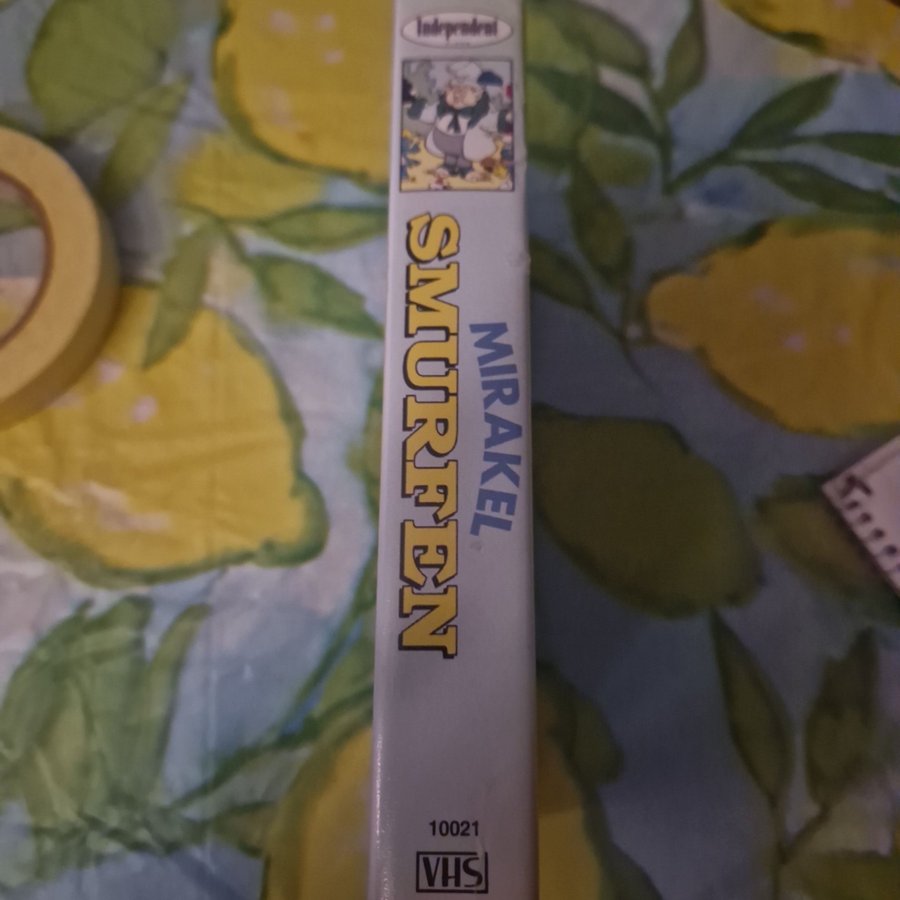 Independent
SMURFEN
MIRAKEL
10021
VHS